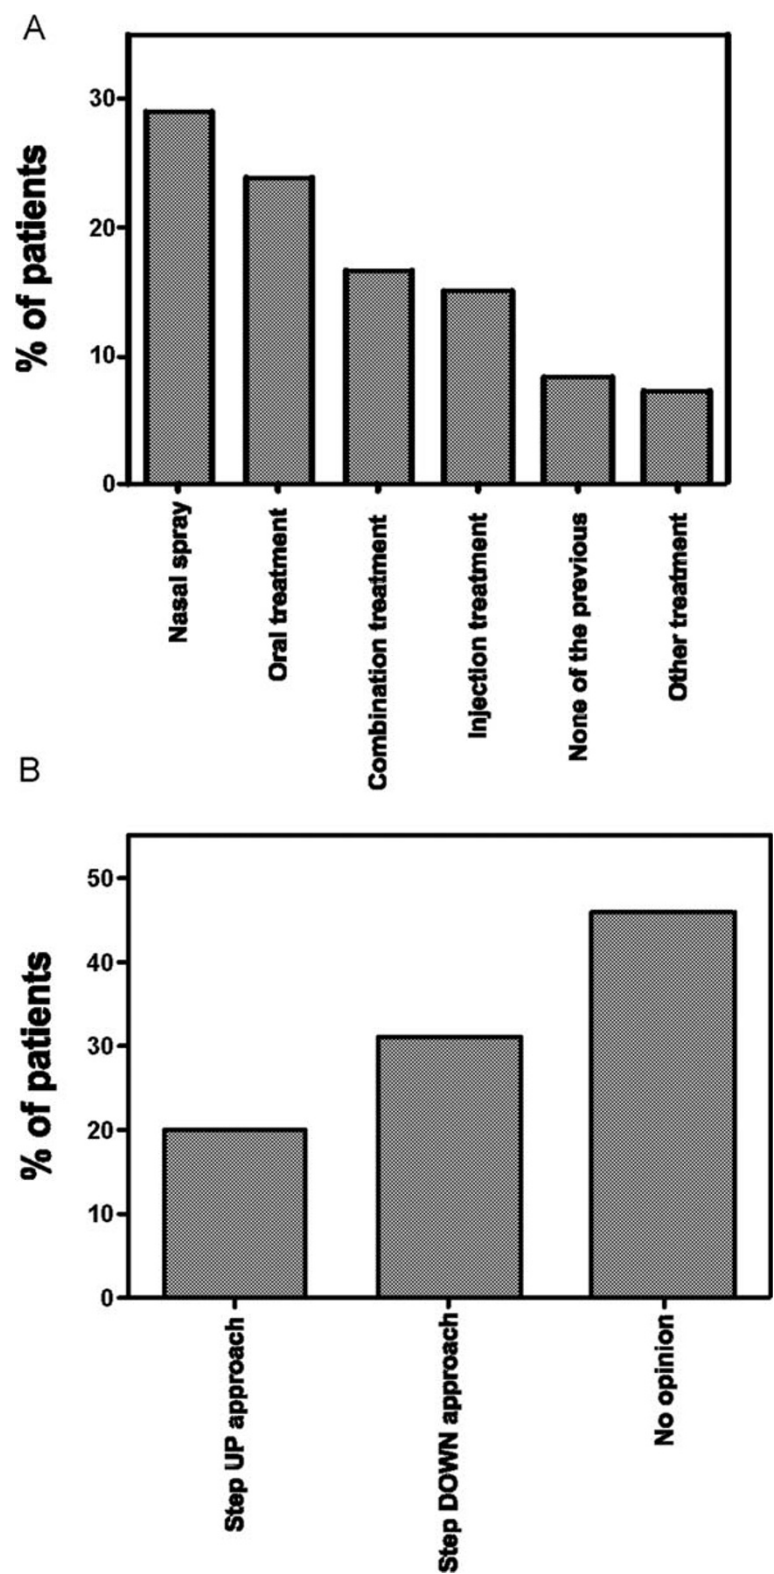 A
% of patients
30
20
10
0
Nasal spray
Oral treatment
Combination treatment
Injection treatment
None of the previous
Other treatment
B
% of patients
50
40
30
20
10
0
Step UP approach
Step DOWN approach
No opinion